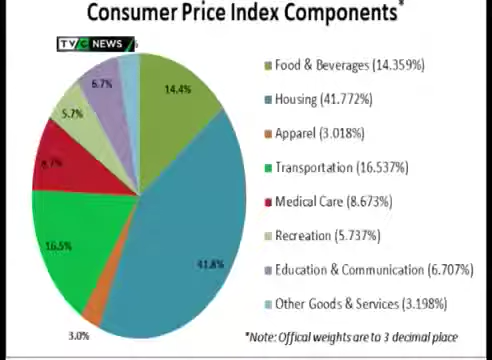 Consumer Price Index Components*
TVC NEWS
6.7%
14.4%
Food & Beverages (14.359%)
5.7%
Housing (41.772%)
Apparel (3.018%)
8.7%
Transportation (16.537%)
Medical Care (8.673%)
Recreation (5.737%)
16.5%
41.8%
Education & Communication (6.707%)
Other Goods & Services (3.198%)
3.0%
*Note: Offical weights are to 3 decimal place